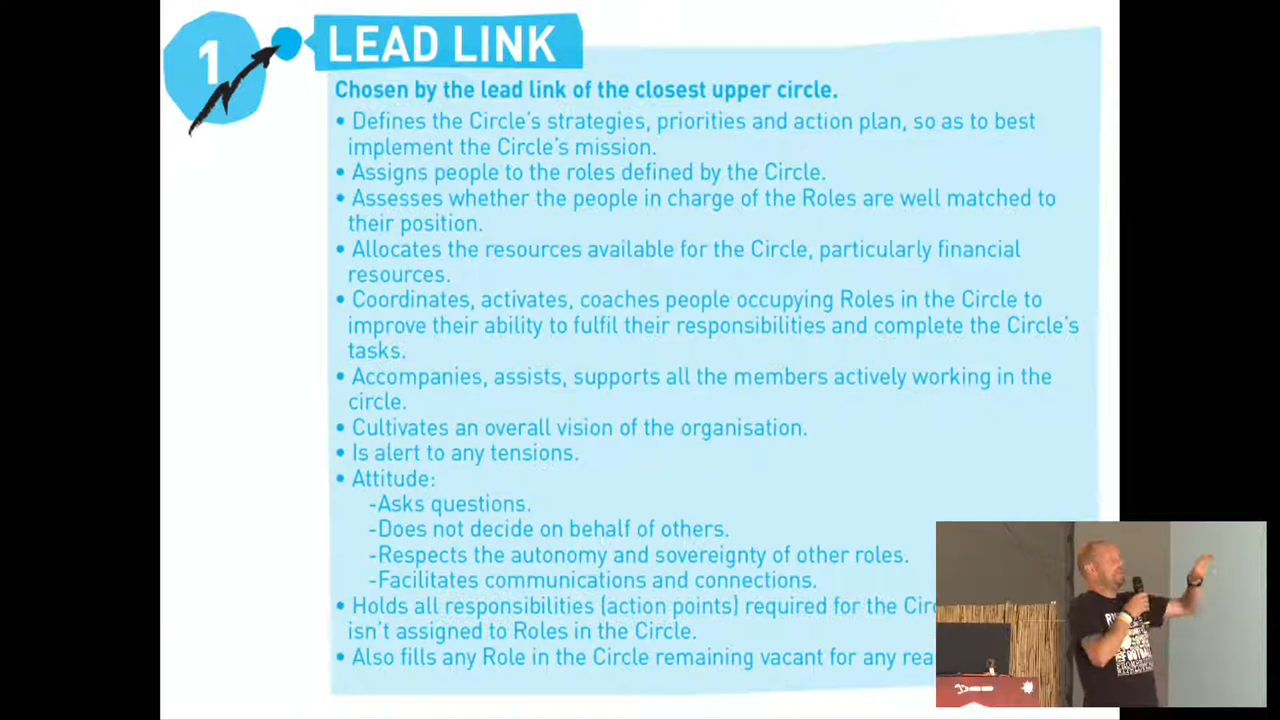 1
LEAD LINK
Chosen by the lead link of the closest upper circle.
• Defines the Circle's strategies, priorities and action plan, so as to best
implement the Circle's mission.
• Assigns people to the roles defined by the Circle.
• Assesses whether the people in charge of the Roles are well matched to
their position.
• Allocates the resources available for the Circle, particularly financial
resources.
• Coordinates, activates, coaches people occupying Roles in the Circle to
improve their ability to fulfil their responsibilities and complete the Circle's
tasks.
• Accompanies, assists, supports all the members actively working in the
circle.
• Cultivates an overall vision of the organisation.
• Is alert to any tensions.
• Attitude:
-Asks questions.
-Does not decide on behalf of others.
-Respects the autonomy and sovereignty of other roles.
-Facilitates communications and connections.
• Holds all responsibilities (action points) required for the
isn't assigned to Roles in the Circle.
• Also fills any Role in the Circle remaining vacant for any